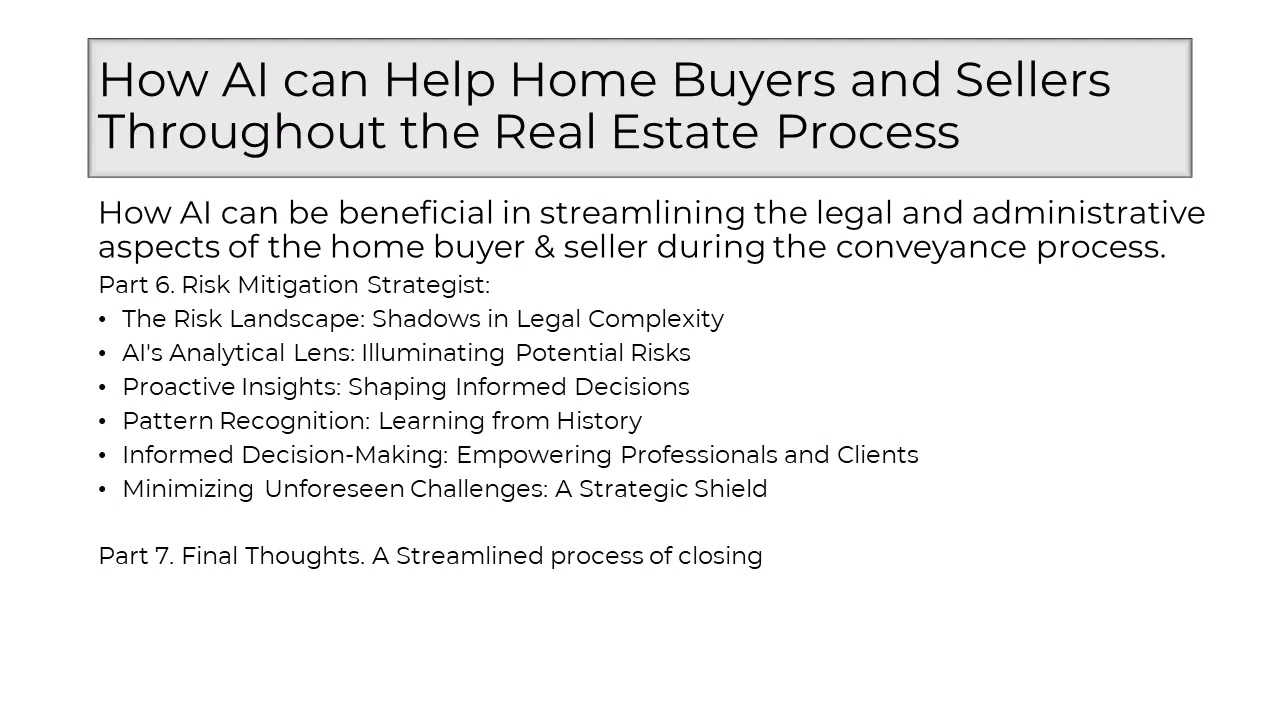 How AI can Help Home Buyers and Sellers
Throughout the Real Estate Process
How AI can be beneficial in streamlining the legal and administrative
aspects of the home buyer & seller during the conveyance process.
Part 6. Risk Mitigation Strategist:
• The Risk Landscape: Shadows in Legal Complexity
• AI's Analytical Lens: Illuminating Potential Risks
• Proactive Insights: Shaping Informed Decisions
• Pattern Recognition: Learning from History
• Informed Decision-Making: Empowering Professionals and Clients
• Minimizing Unforeseen Challenges: A Strategic Shield
Part 7. Final Thoughts. A Streamlined process of closing